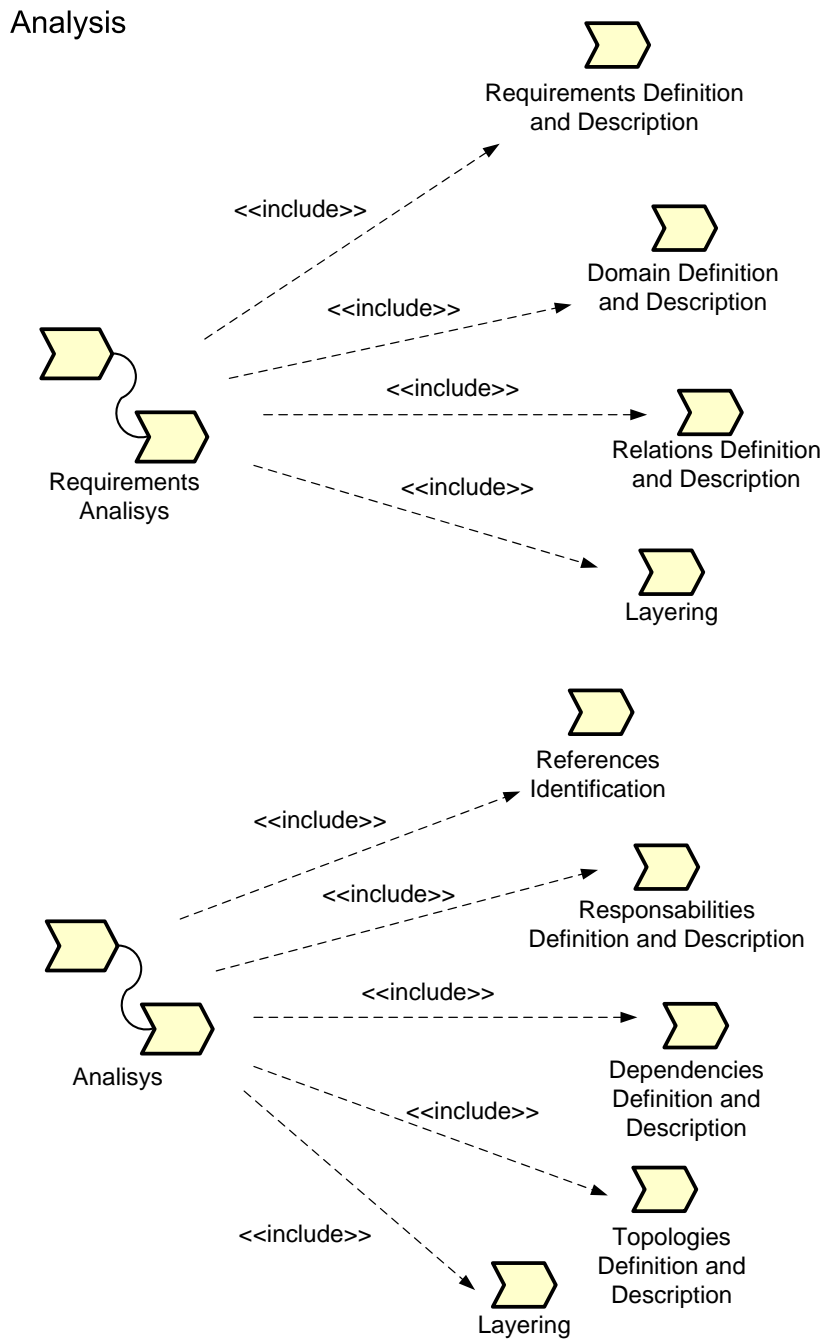 Analysis
Requirements Definition
and Description
<<include>>
Domain Definition
and Description
<<include>>
<<include>>
Relations Definition
and Description
Requirements
Analisys
<<include>>
Layering
References
Identification
<<include>>
<<include>>
Responsabilities
Definition and Description
<<include>>
Analisys
Dependencies
Definition and
Description
<<include>>
Topologies
Definition and
Description
<<include>>
Layering